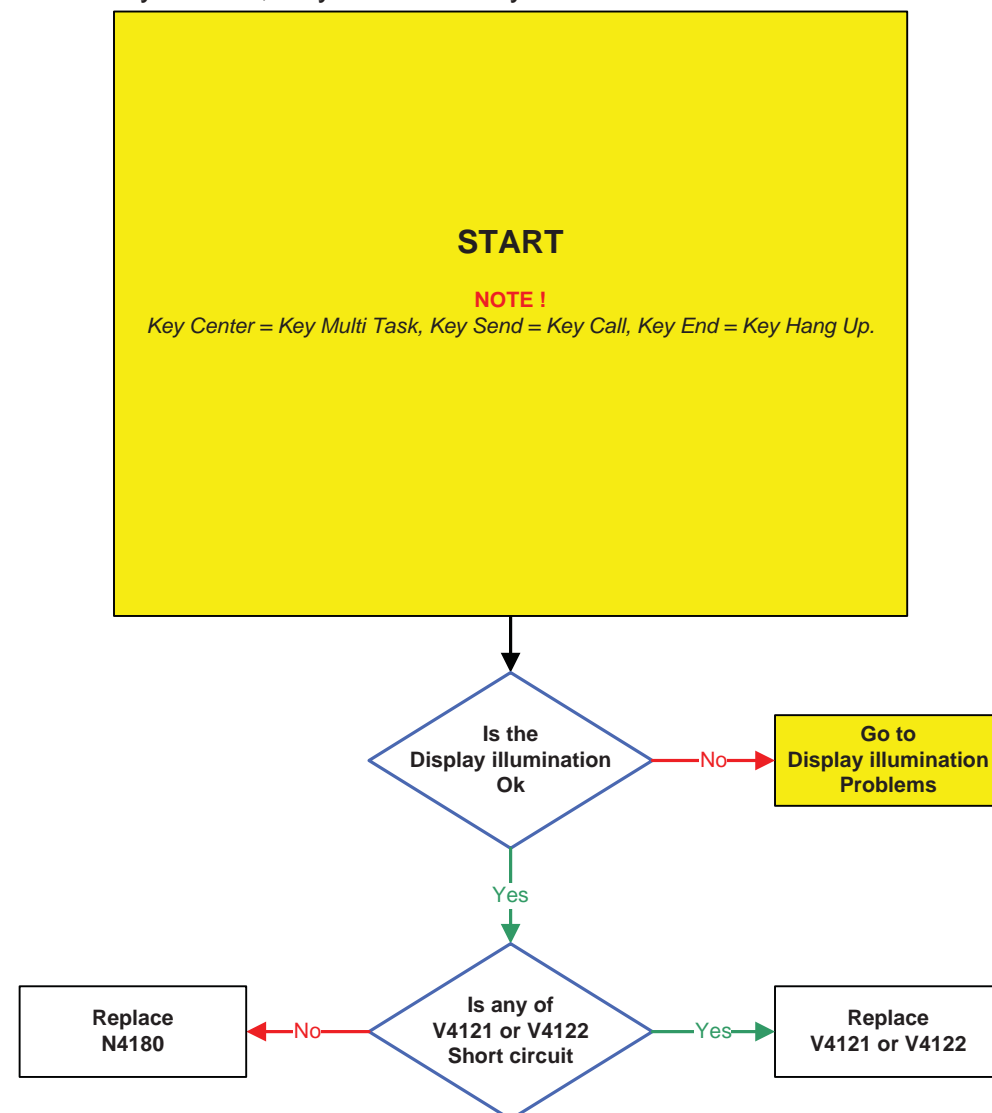 START
NOTE !
Key Center = Key Multi Task, Key Send = Key Call, Key End = Key Hang Up.
Is the
Display illumination
Ok
No
Go to
Display illumination
Problems
Yes
Replace
N4180
No
Is any of
V4121 or V4122
Short circuit
Yes
Replace
V4121 or V4122